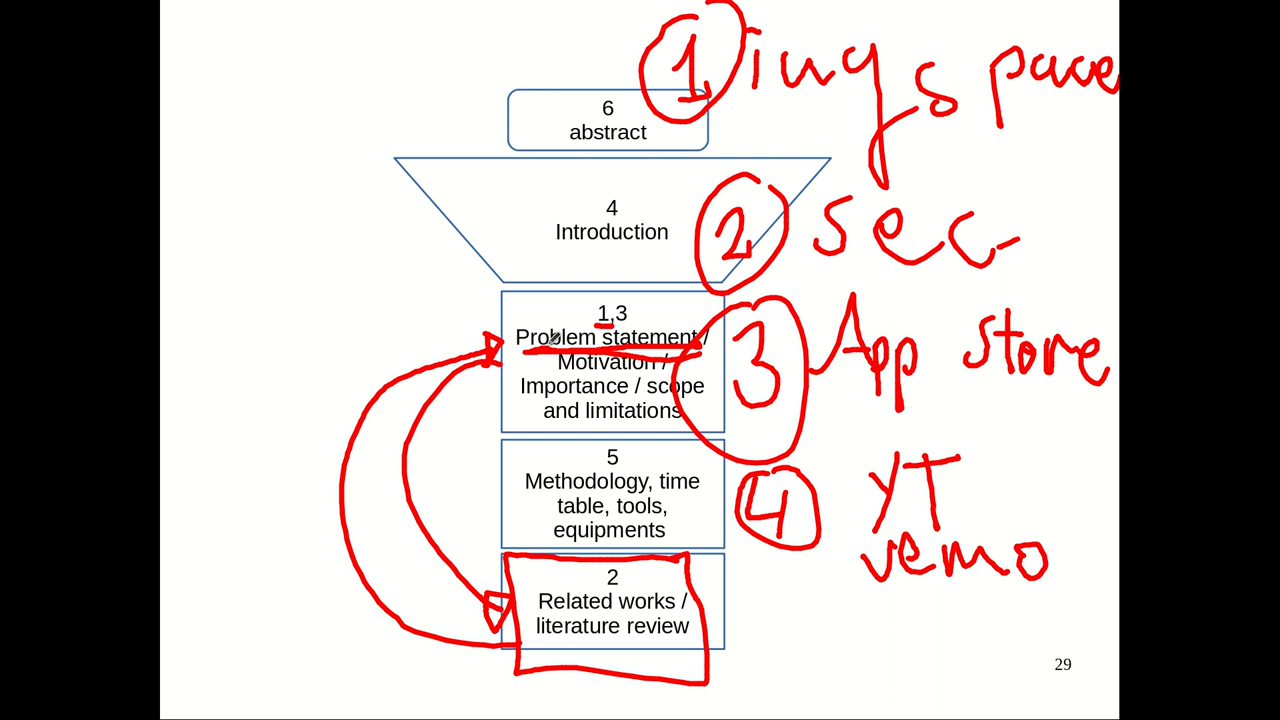 1 ing space
6
abstract
4
Introduction
2 sec
1,3
Problem statement /
Motivation /
Importance / scope
and limitations
3 App store
5
Methodology, time
table, tools,
equipments
4 YT
vemo
2
Related works /
literature review
29